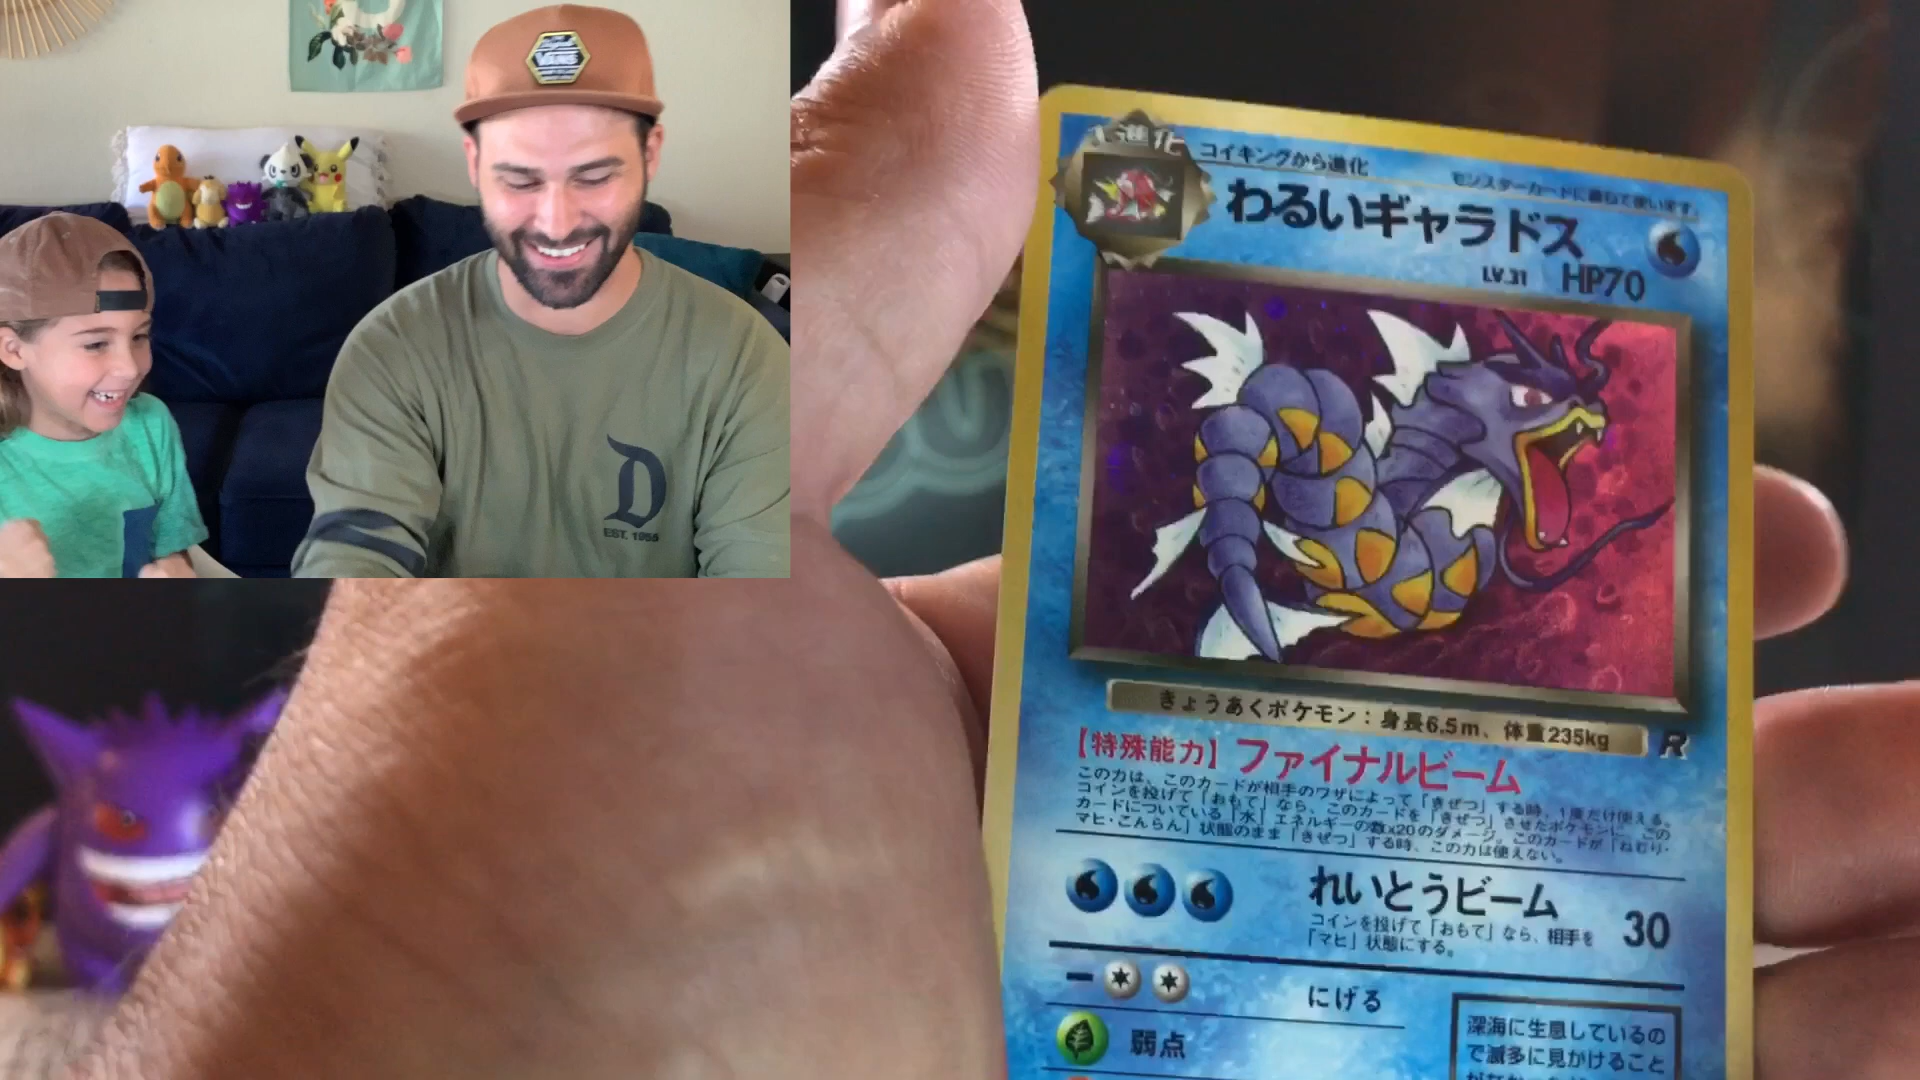 VANS
D
EST. 1955
1進化
コイキングから進化
モンスターカードに重ねて使います。
わるいギャラドス
LV.31 HP70
きょうあくポケモン:身長6.5m、体重235kg
R
【特殊能力】ファイナルビーム
この力は、このカードが相手のワザによって「きぜつ」する時、1度だけ使える。
コインを投げて「おもて」なら、このカードを「きぜつ」させたポケモンに、この
カードについている「水」エネルギーの数x20のダメージ。このカードが「ねむり・
マヒ・こんらん」状態のまま「きぜつ」する時、この力は使えない。
れいとうビーム 30
コインを投げて「おもて」なら、相手を
「マヒ」状態にする。
にげる
弱点
深海に生息しているの
で滅多に見かけること